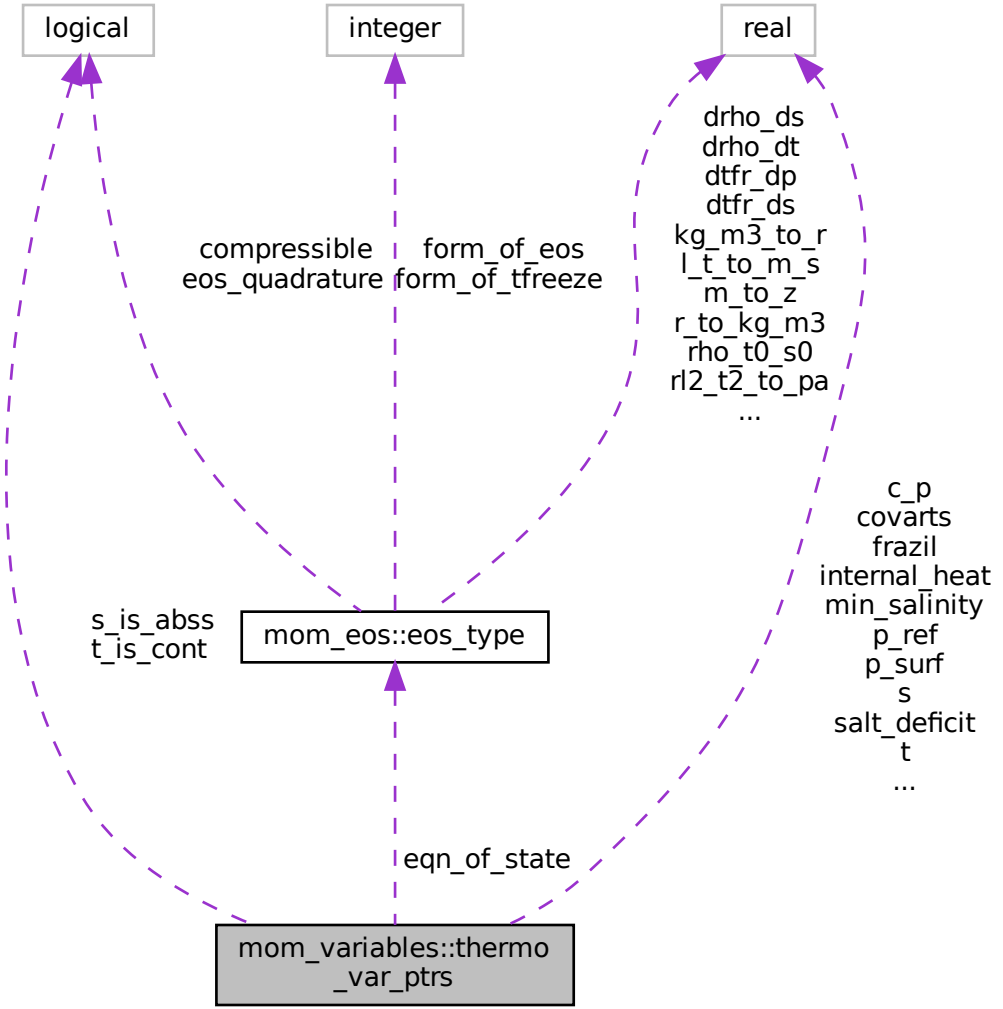 logical
integer
real
drho_ds
drho_dt
dtfr_dp
dtfr_ds
kg_m3_to_r
l_t_to_m_s
m_to_z
r_to_kg_m3
rho_t0_s0
rl2_t2_to_pa
...
compressible
eos_quadrature
form_of_eos
form_of_tfreeze
c_p
covarts
frazil
internal_heat
min_salinity
p_ref
p_surf
s
salt_deficit
t
...
s_is_abss
t_is_cont
mom_eos::eos_type
eqn_of_state
mom_variables::thermo
_var_ptrs